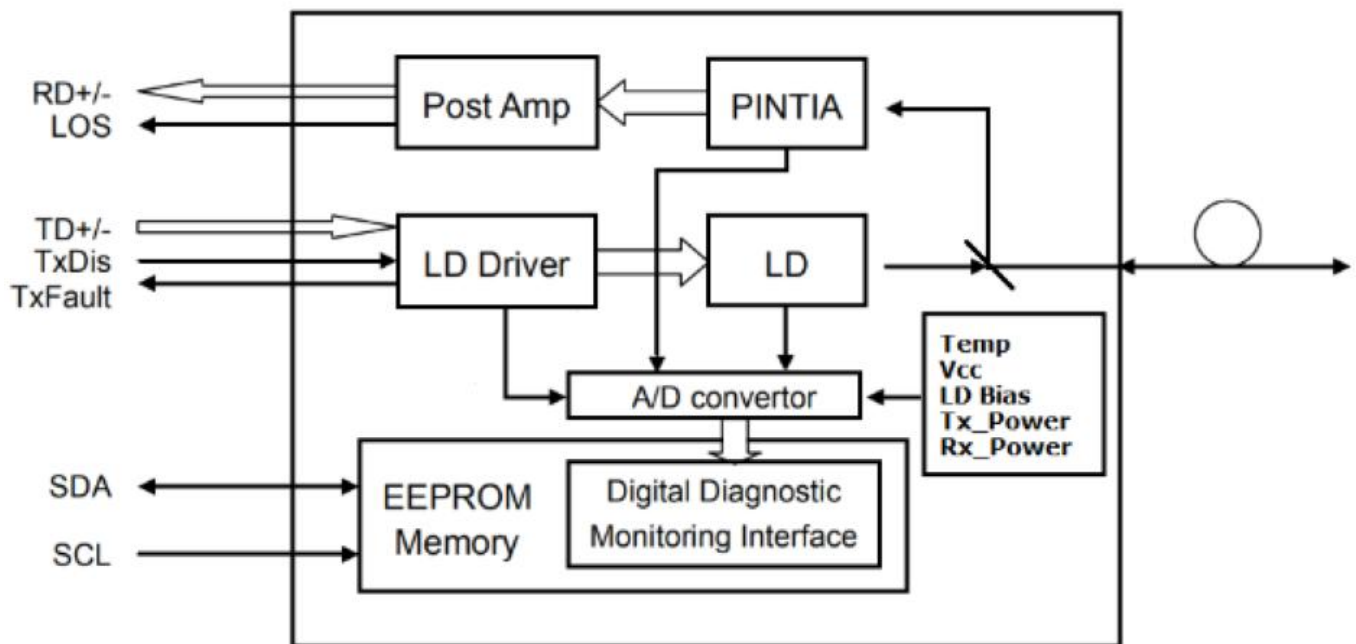 RD+/-
LOS
Post Amp
PINTIA
TD+/-
TxDis
TxFault
LD Driver
LD
Temp
Vcc
LD Bias
Tx_Power
Rx_Power
A/D convertor
SDA
SCL
EEPROM
Memory
Digital Diagnostic
Monitoring Interface